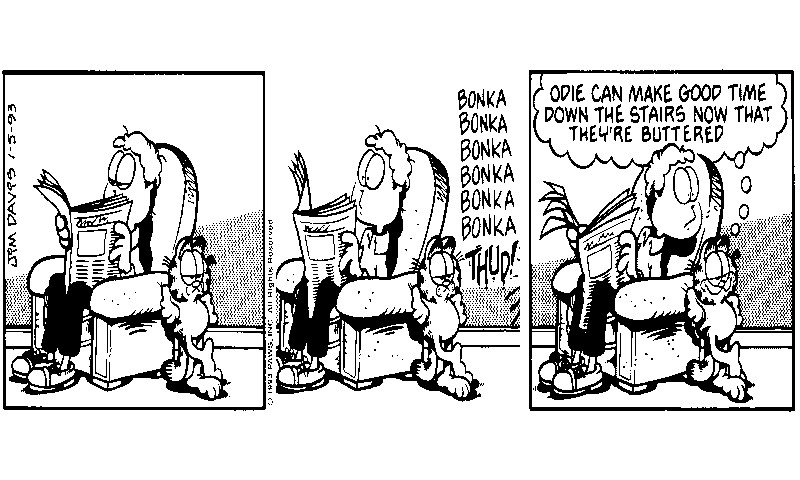 JIM DAVIS 1-5-93
© 1993 PAWS, INC. All Rights Reserved
BONKA
BONKA
BONKA
BONKA
BONKA
BONKA
THUD!
ODIE CAN MAKE GOOD TIME
DOWN THE STAIRS NOW THAT
THEY'RE BUTTERED